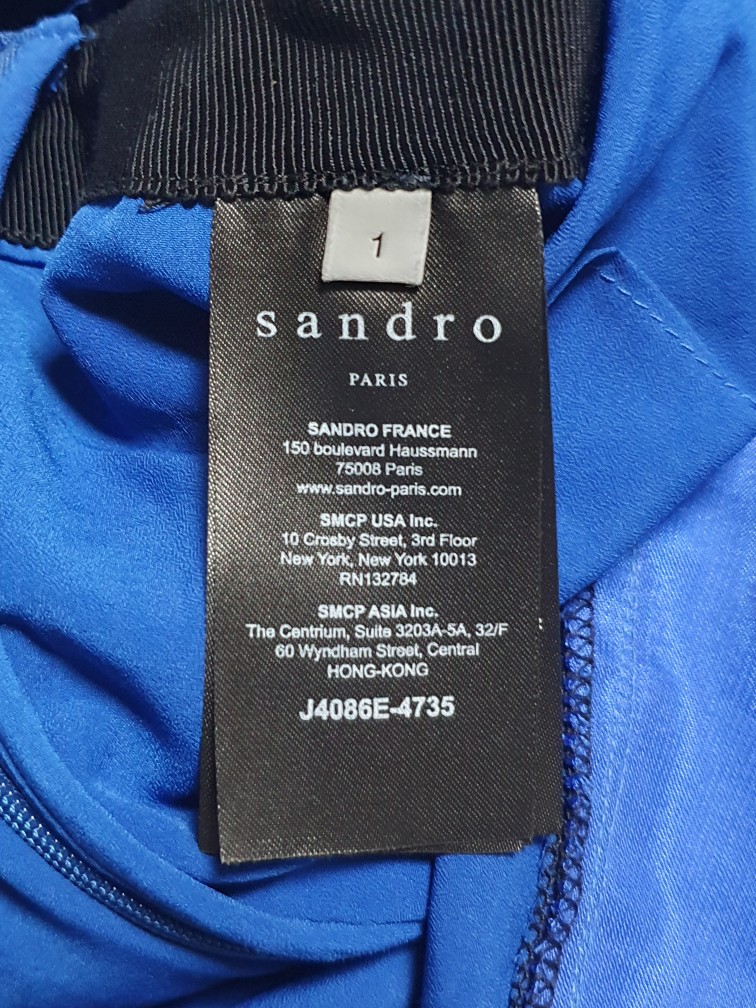 1
sandro
PARIS
SANDRO FRANCE
150 boulevard Haussmann
75008 Paris
www.sandro-paris.com
SMCP USA Inc.
10 Crosby Street, 3rd Floor
New York, New York 10013
RN132784
SMCP ASIA Inc.
The Centrium, Suite 3203A-5A, 32/F
60 Wyndham Street, Central
HONG-KONG
J4086E-4735